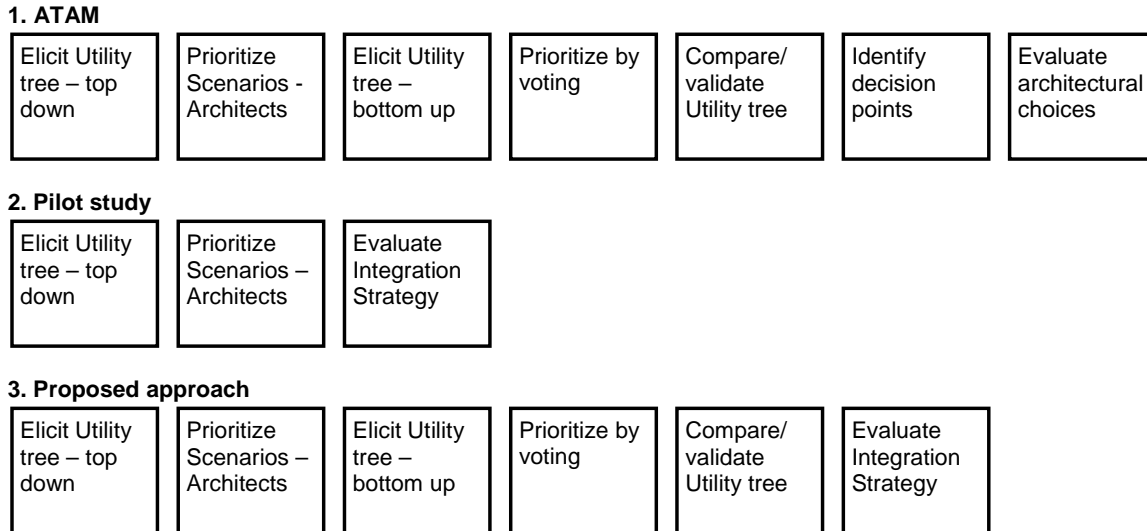 1. ATAM
Elicit Utility
tree – top
down
Prioritize
Scenarios -
Architects
Elicit Utility
tree –
bottom up
Prioritize by
voting
Compare/
validate
Utility tree
Identify
decision
points
Evaluate
architectural
choices
2. Pilot study
Elicit Utility
tree – top
down
Prioritize
Scenarios –
Architects
Evaluate
Integration
Strategy
3. Proposed approach
Elicit Utility
tree – top
down
Prioritize
Scenarios –
Architects
Elicit Utility
tree –
bottom up
Prioritize by
voting
Compare/
validate
Utility tree
Evaluate
Integration
Strategy